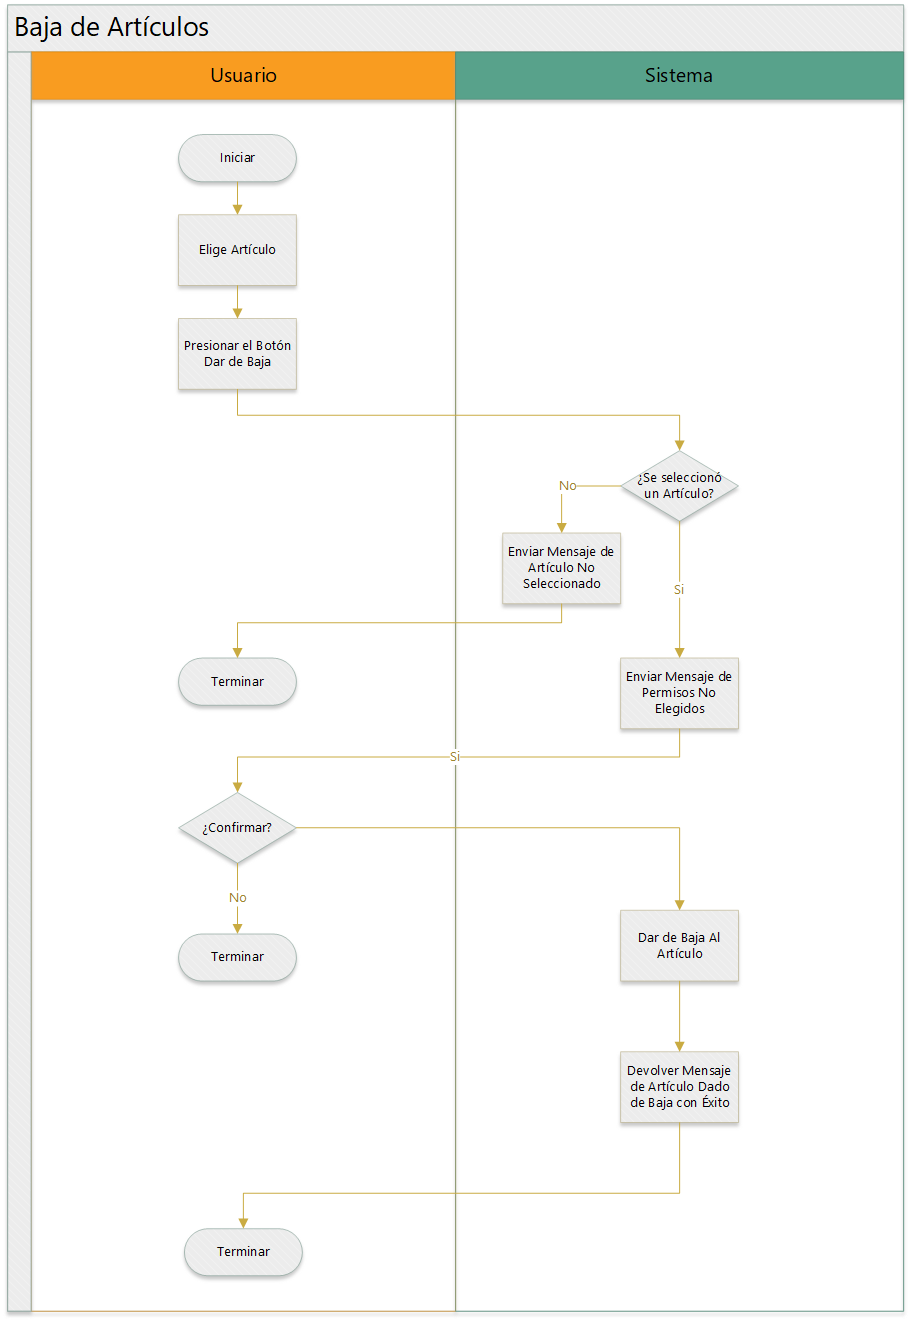 Baja de Artículos
Usuario
Sistema
Iniciar
Elige Artículo
Presionar el Botón
Dar de Baja
¿Se seleccionó
un Artículo?
No
Enviar Mensaje de
Artículo No
Seleccionado
Si
Terminar
Enviar Mensaje de
Permisos No
Elegidos
Si
¿Confirmar?
No
Terminar
Dar de Baja Al
Artículo
Devolver Mensaje
de Artículo Dado
de Baja con Éxito
Terminar